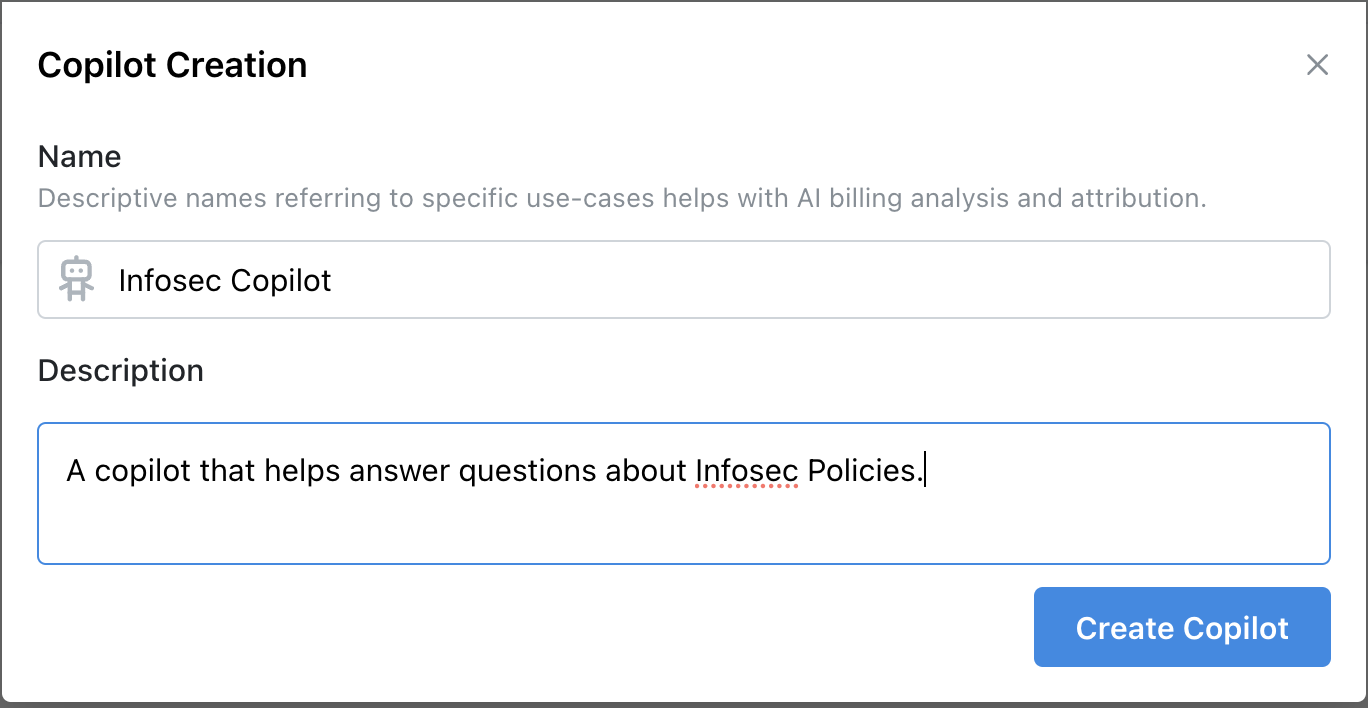 Copilot Creation
Name
Descriptive names referring to specific use-cases helps with AI billing analysis and attribution.
Infosec Copilot
Description
A copilot that helps answer questions about Infosec Policies.
Create Copilot